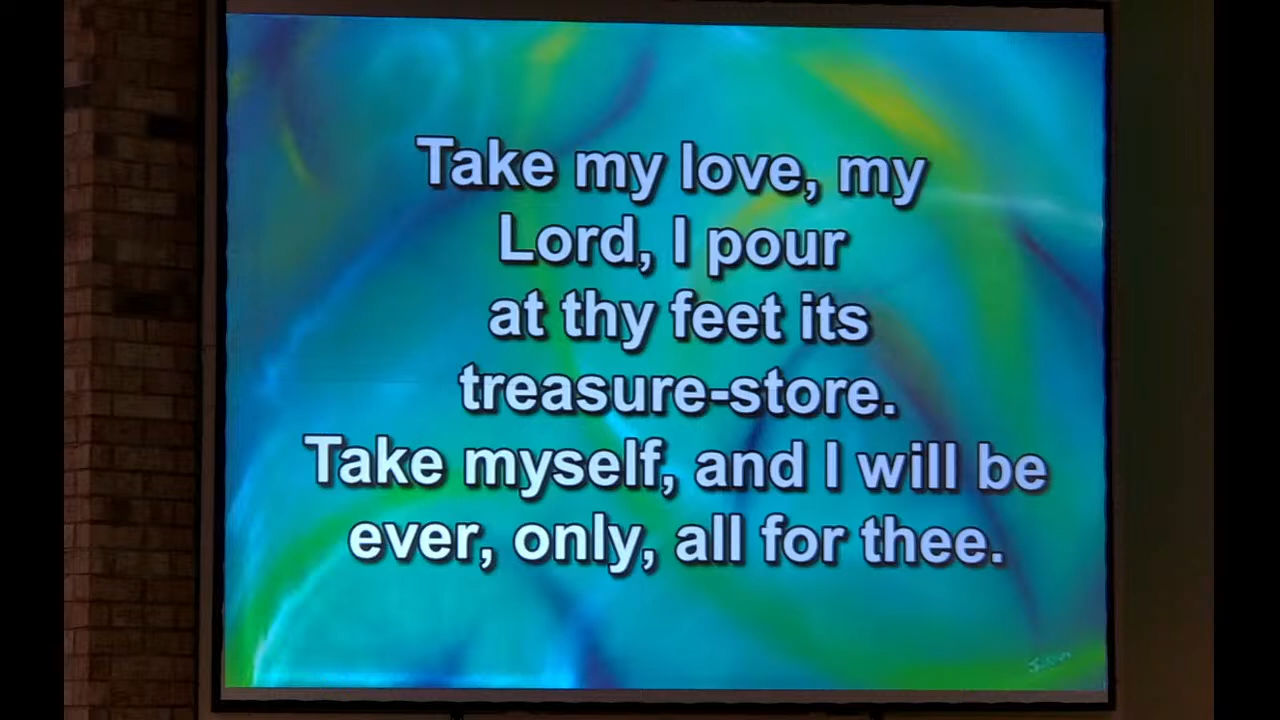 Take my love, my
Lord, I pour
at thy feet its
treasure-store.
Take myself, and I will be
ever, only, all for thee.